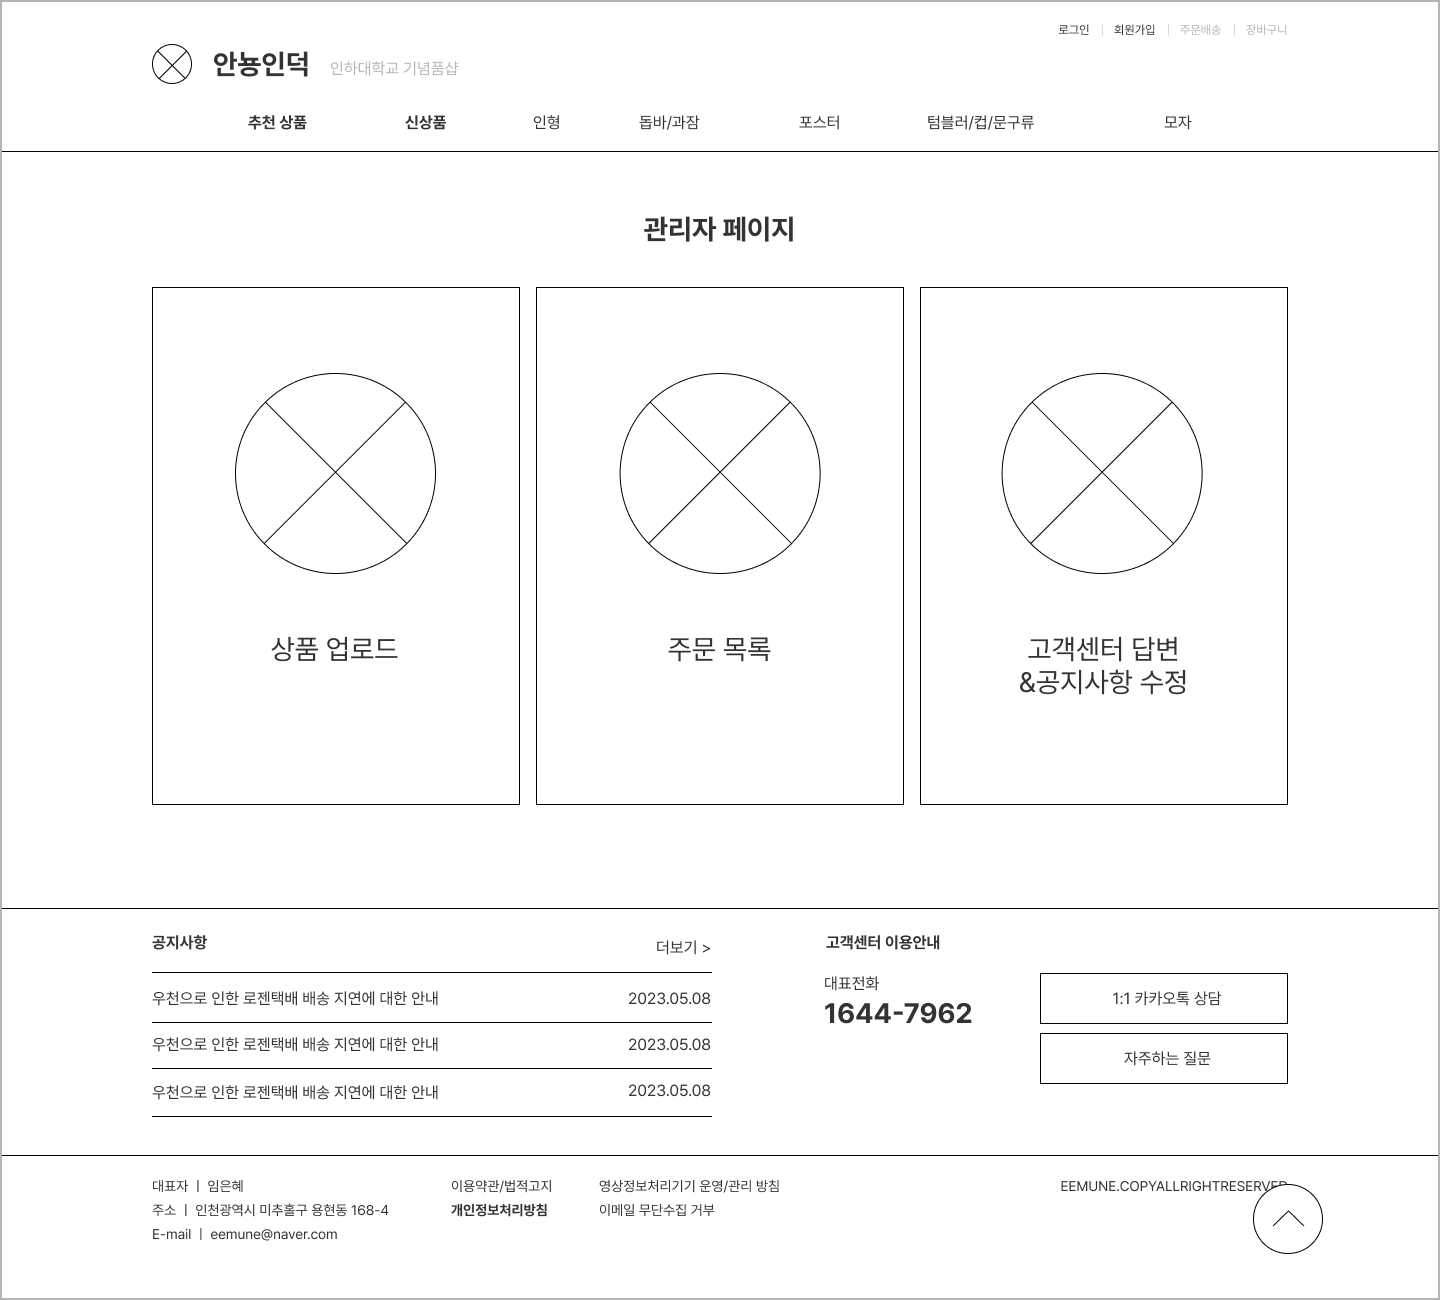 로그인 | 회원가입 | 주문배송 | 장바구니
안뇽인덕 인하대학교 기념품샵
추천 상품 신상품 인형 돕바/과잠 포스터 텀블러/컵/문구류 모자
관리자 페이지
상품 업로드
주문 목록
고객센터 답변
&공지사항 수정
공지사항 더보기 >
우천으로 인한 로젠택배 배송 지연에 대한 안내 2023.05.08
우천으로 인한 로젠택배 배송 지연에 대한 안내 2023.05.08
우천으로 인한 로젠택배 배송 지연에 대한 안내 2023.05.08
고객센터 이용안내
대표전화
1644-7962
1:1 카카오톡 상담
자주하는 질문
대표자 | 임은혜
주소 | 인천광역시 미추홀구 용현동 168-4
E-mail | eemune@naver.com
이용약관/법적고지
개인정보처리방침
영상정보처리기기 운영/관리 방침
이메일 무단수집 거부
EEMUNE.COPYALLRIGHTRESERVED